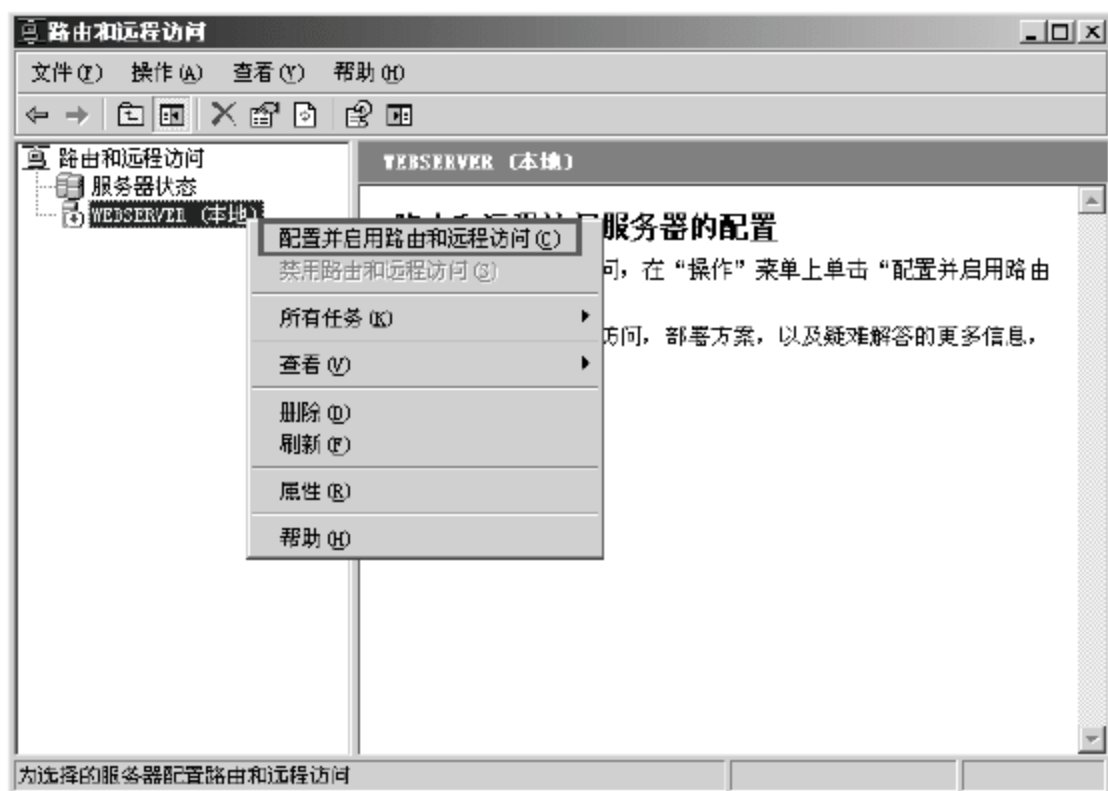 路由和远程访问
文件(F) 操作(A) 查看(V) 帮助(H)
路由和远程访问
服务器状态
WEBSERVER (本地)
WEBSERVER (本地)
服务器的配置
问，在“操作”菜单上单击“配置并启用路由
访问，部署方案，以及疑难解答的更多信息，
配置并启用路由和远程访问(C)
禁用路由和远程访问(S)
所有任务(K)
查看(V)
删除(D)
刷新(F)
属性(R)
帮助(H)
为选择的服务器配置路由和远程访问